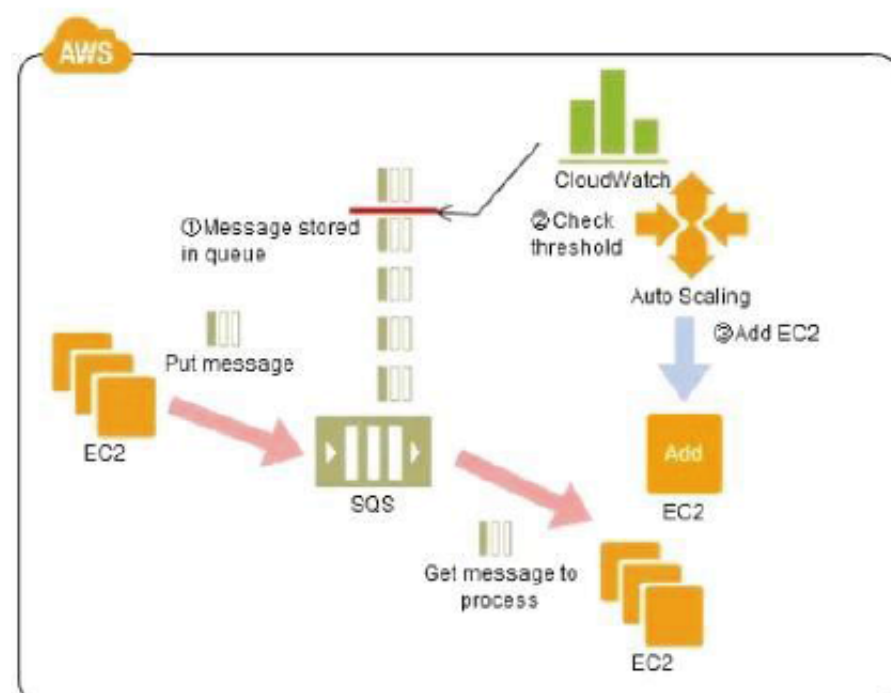 AWS
CloudWatch
①Message stored
in queue
②Check
threshold
Auto Scaling
③Add EC2
Put message
EC2
SQS
Add
EC2
Get message to
process
EC2